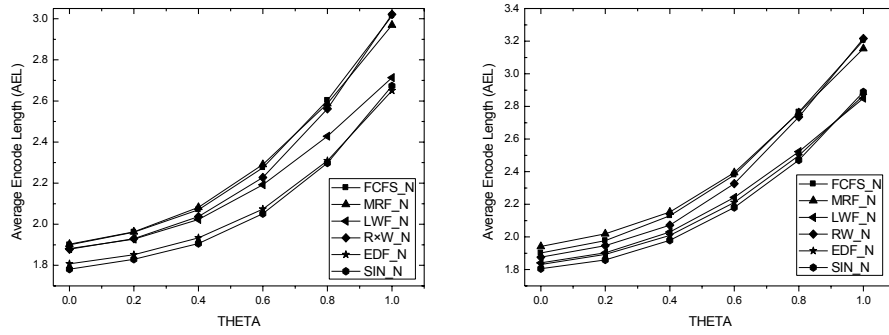 3.0
2.8
2.6
2.4
2.2
2.0
1.8
Average Encode Length (AEL)
0.0 0.2 0.4 0.6 0.8 1.0
THETA
FCFS_N
MRF_N
LWF_N
R×W_N
EDF_N
SIN_N
3.4
3.2
3.0
2.8
2.6
2.4
2.2
2.0
1.8
1.6
Average Encode Length (AEL)
0.0 0.2 0.4 0.6 0.8 1.0
THETA
FCFS_N
MRF_N
LWF_N
RW_N
EDF_N
SIN_N